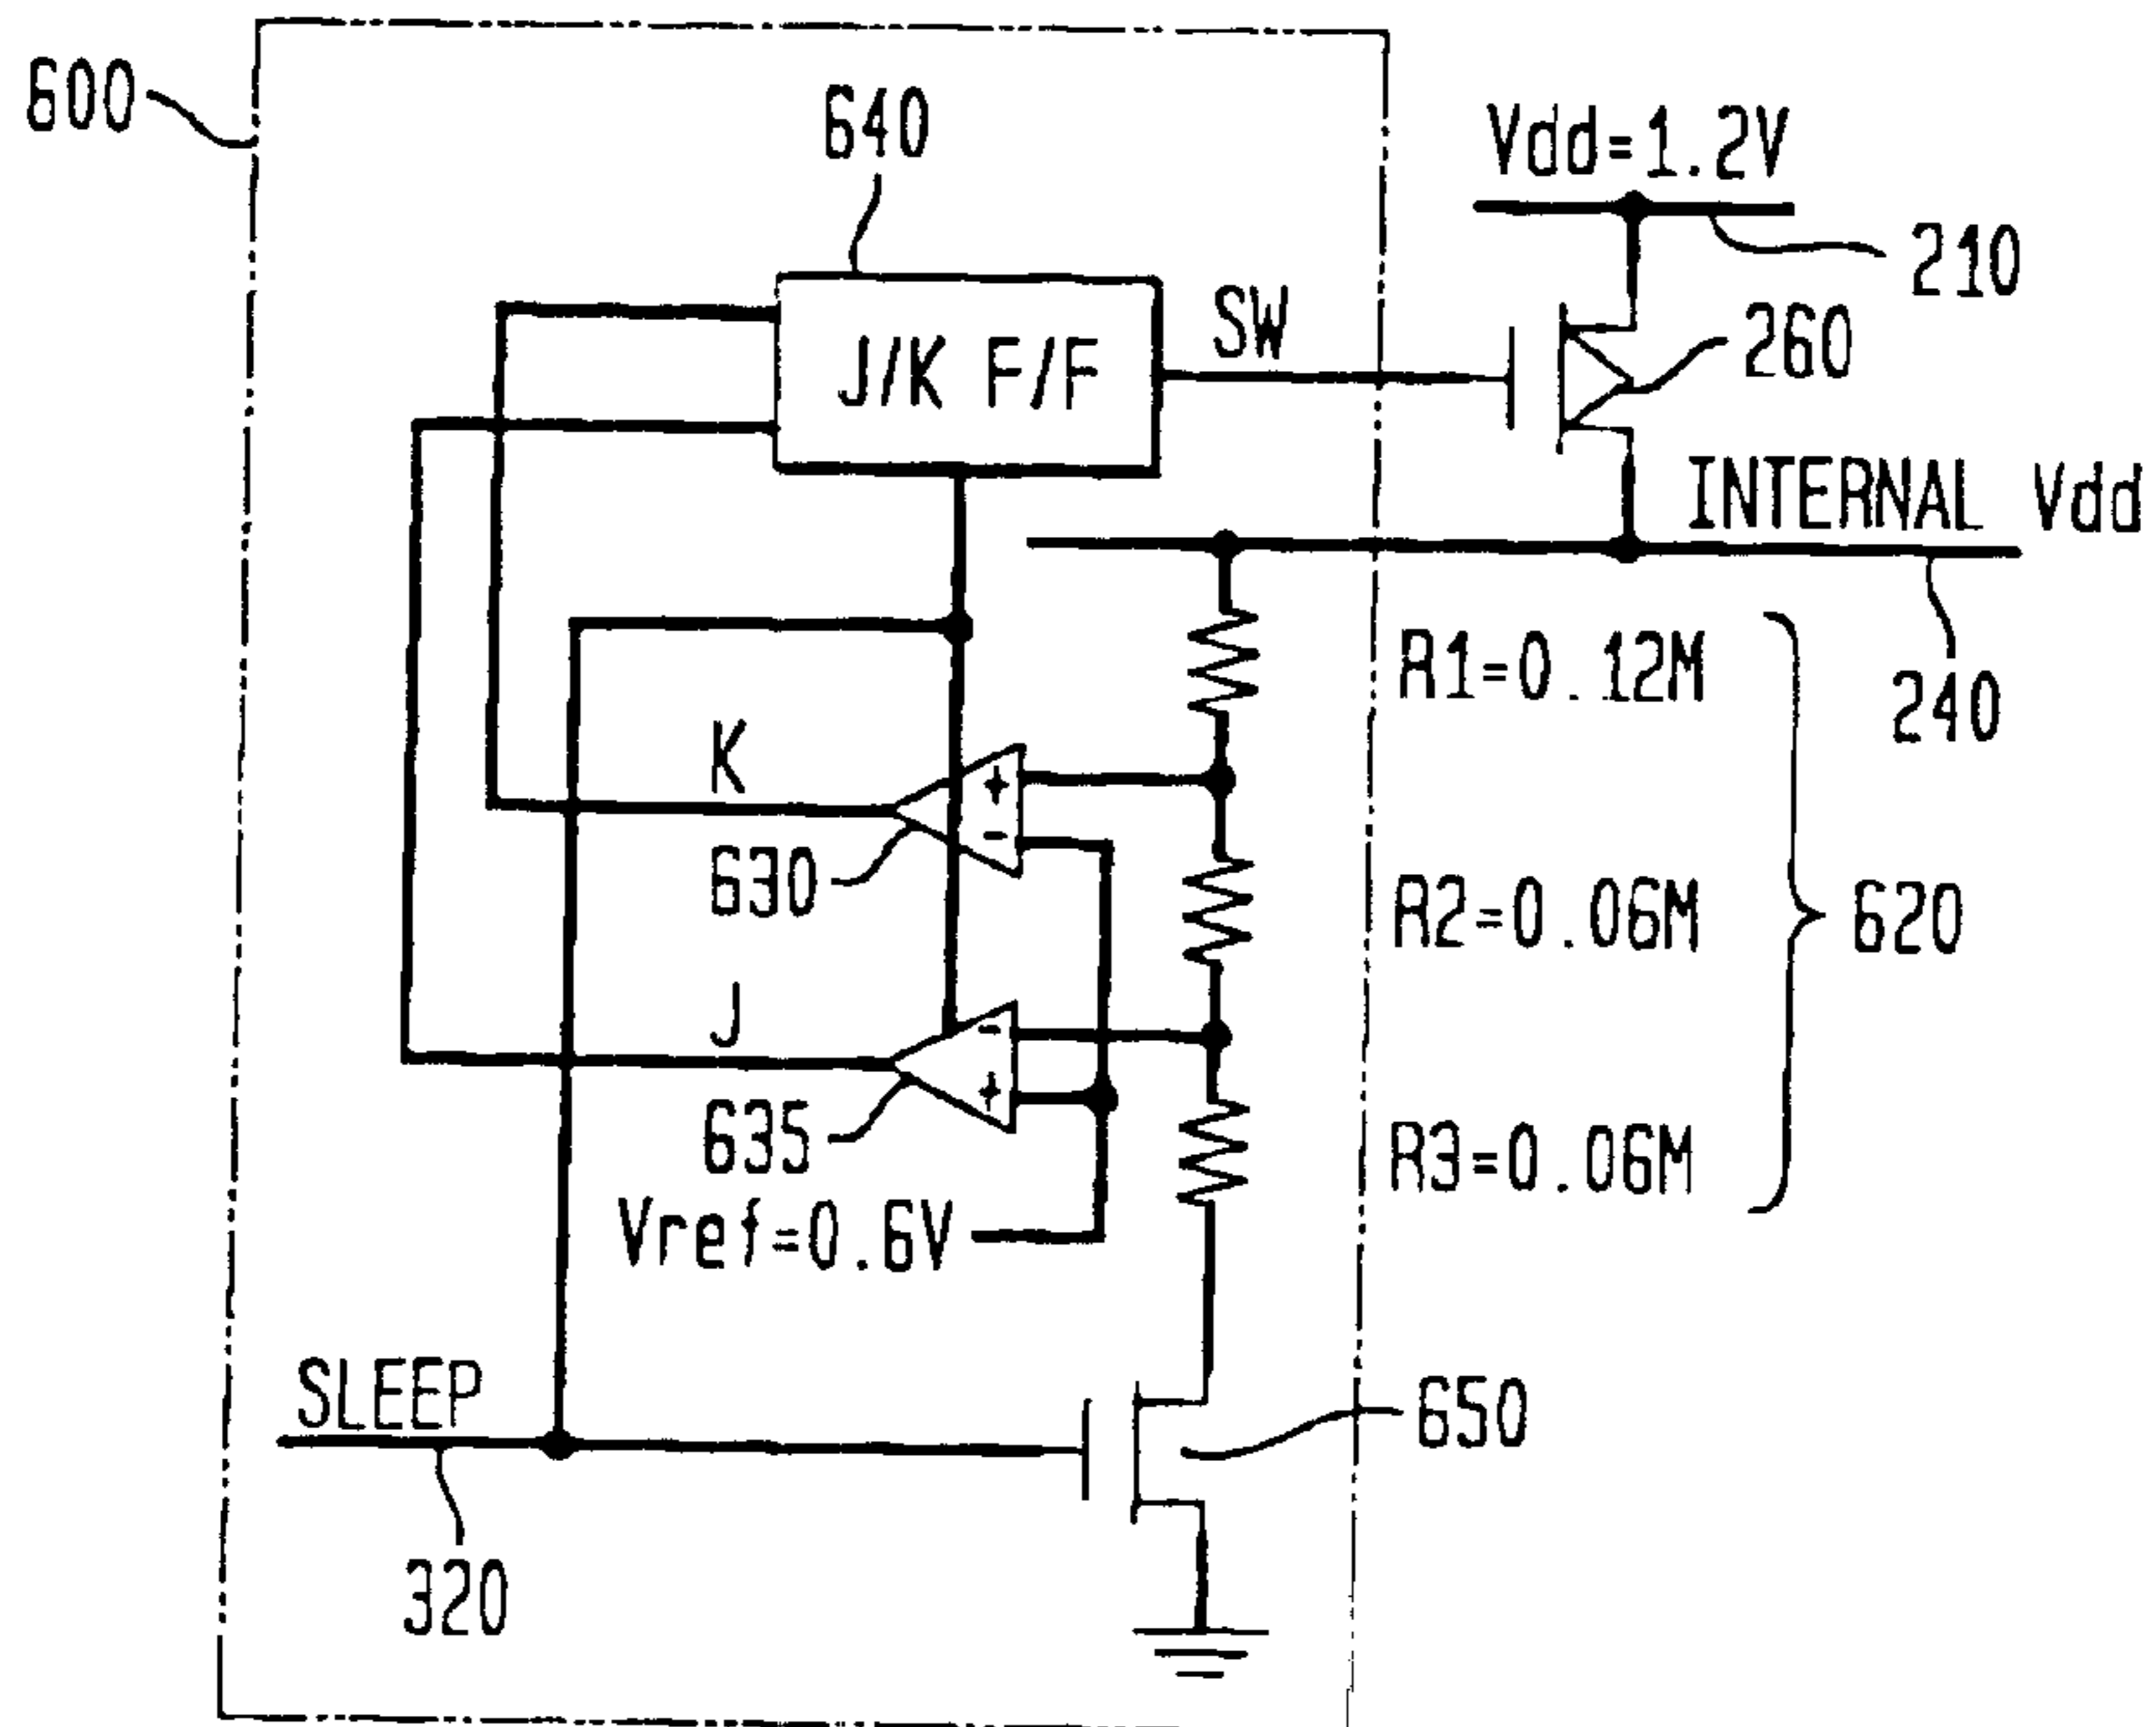 600
640
Vdd=1.2V
210
J/K F/F
SW
260
INTERNAL Vdd
R1=0.12M
240
K
630
R2=0.06M
620
J
635
R3=0.06M
Vref=0.6V
SLEEP
650
320
+
-
-
+